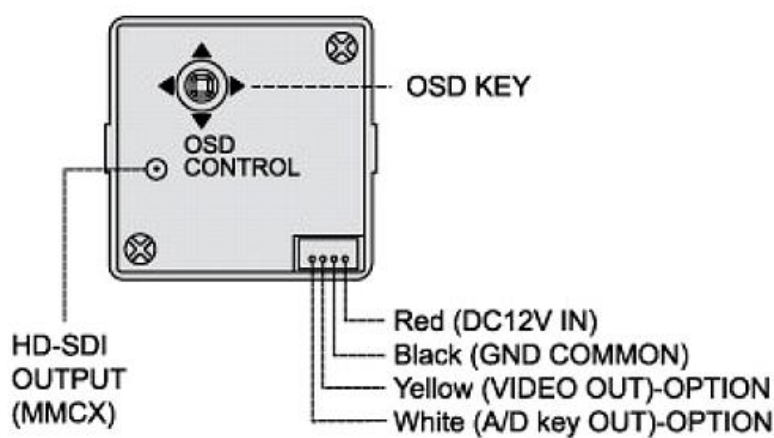 OSD KEY
OSD
CONTROL
HD-SDI
OUTPUT
(MMCX)
Red (DC12V IN)
Black (GND COMMON)
Yellow (VIDEO OUT)-OPTION
White (A/D key OUT)-OPTION